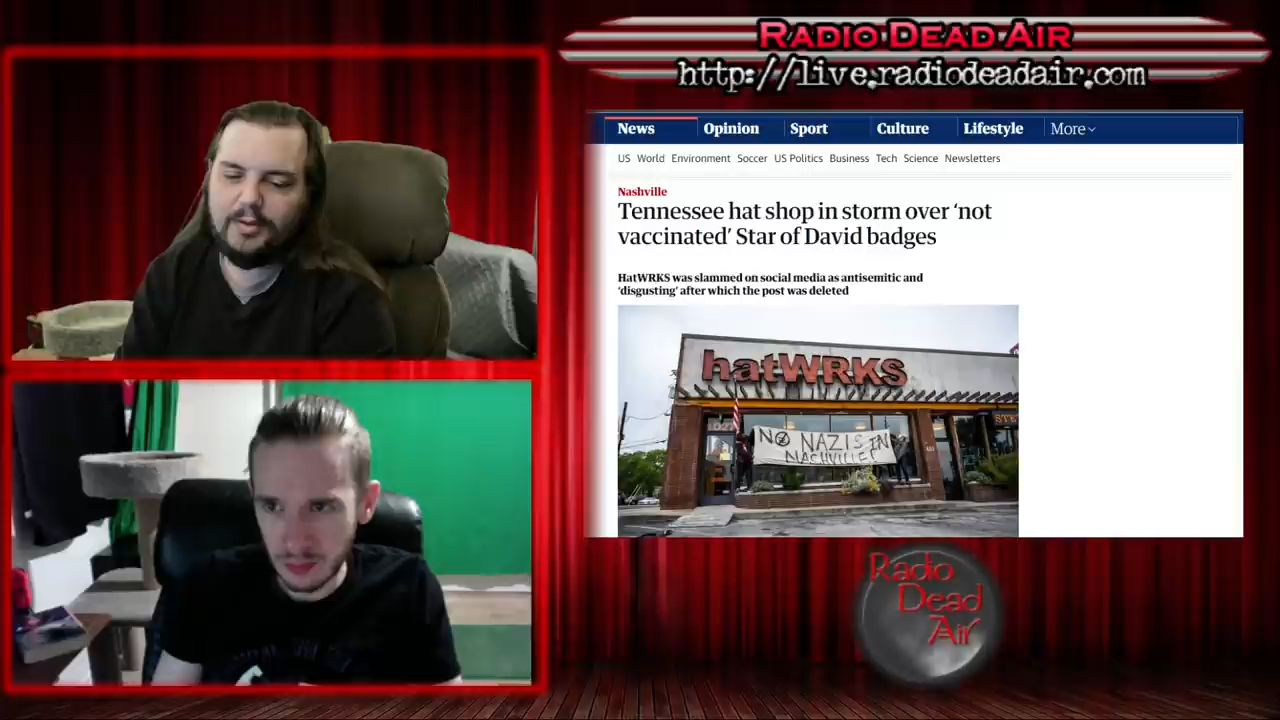 RADIO DEAD AIR
http://live.radiodeadair.com
News Opinion Sport Culture Lifestyle More
US World Environment Soccer US Politics Business Tech Science Newsletters
Nashville
Tennessee hat shop in storm over ‘not
vaccinated’ Star of David badges
HatWRKS was slammed on social media as antisemitic and
‘disgusting’ after which the post was deleted
hatWRKS
NO NAZIS IN
NASHVILLE!
Radio
Dead
Air